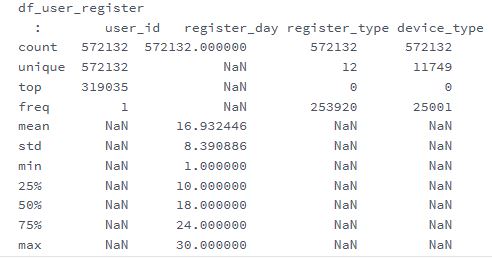 df_user_register
: user_id register_day register_type device_type
count 572132 572132.000000 572132 572132
unique 572132 NaN 12 11749
top 319035 NaN 0 0
freq 1 NaN 253920 25001
mean NaN 16.932446 NaN NaN
std NaN 8.390886 NaN NaN
min NaN 1.000000 NaN NaN
25% NaN 10.000000 NaN NaN
50% NaN 18.000000 NaN NaN
75% NaN 24.000000 NaN NaN
max NaN 30.000000 NaN NaN